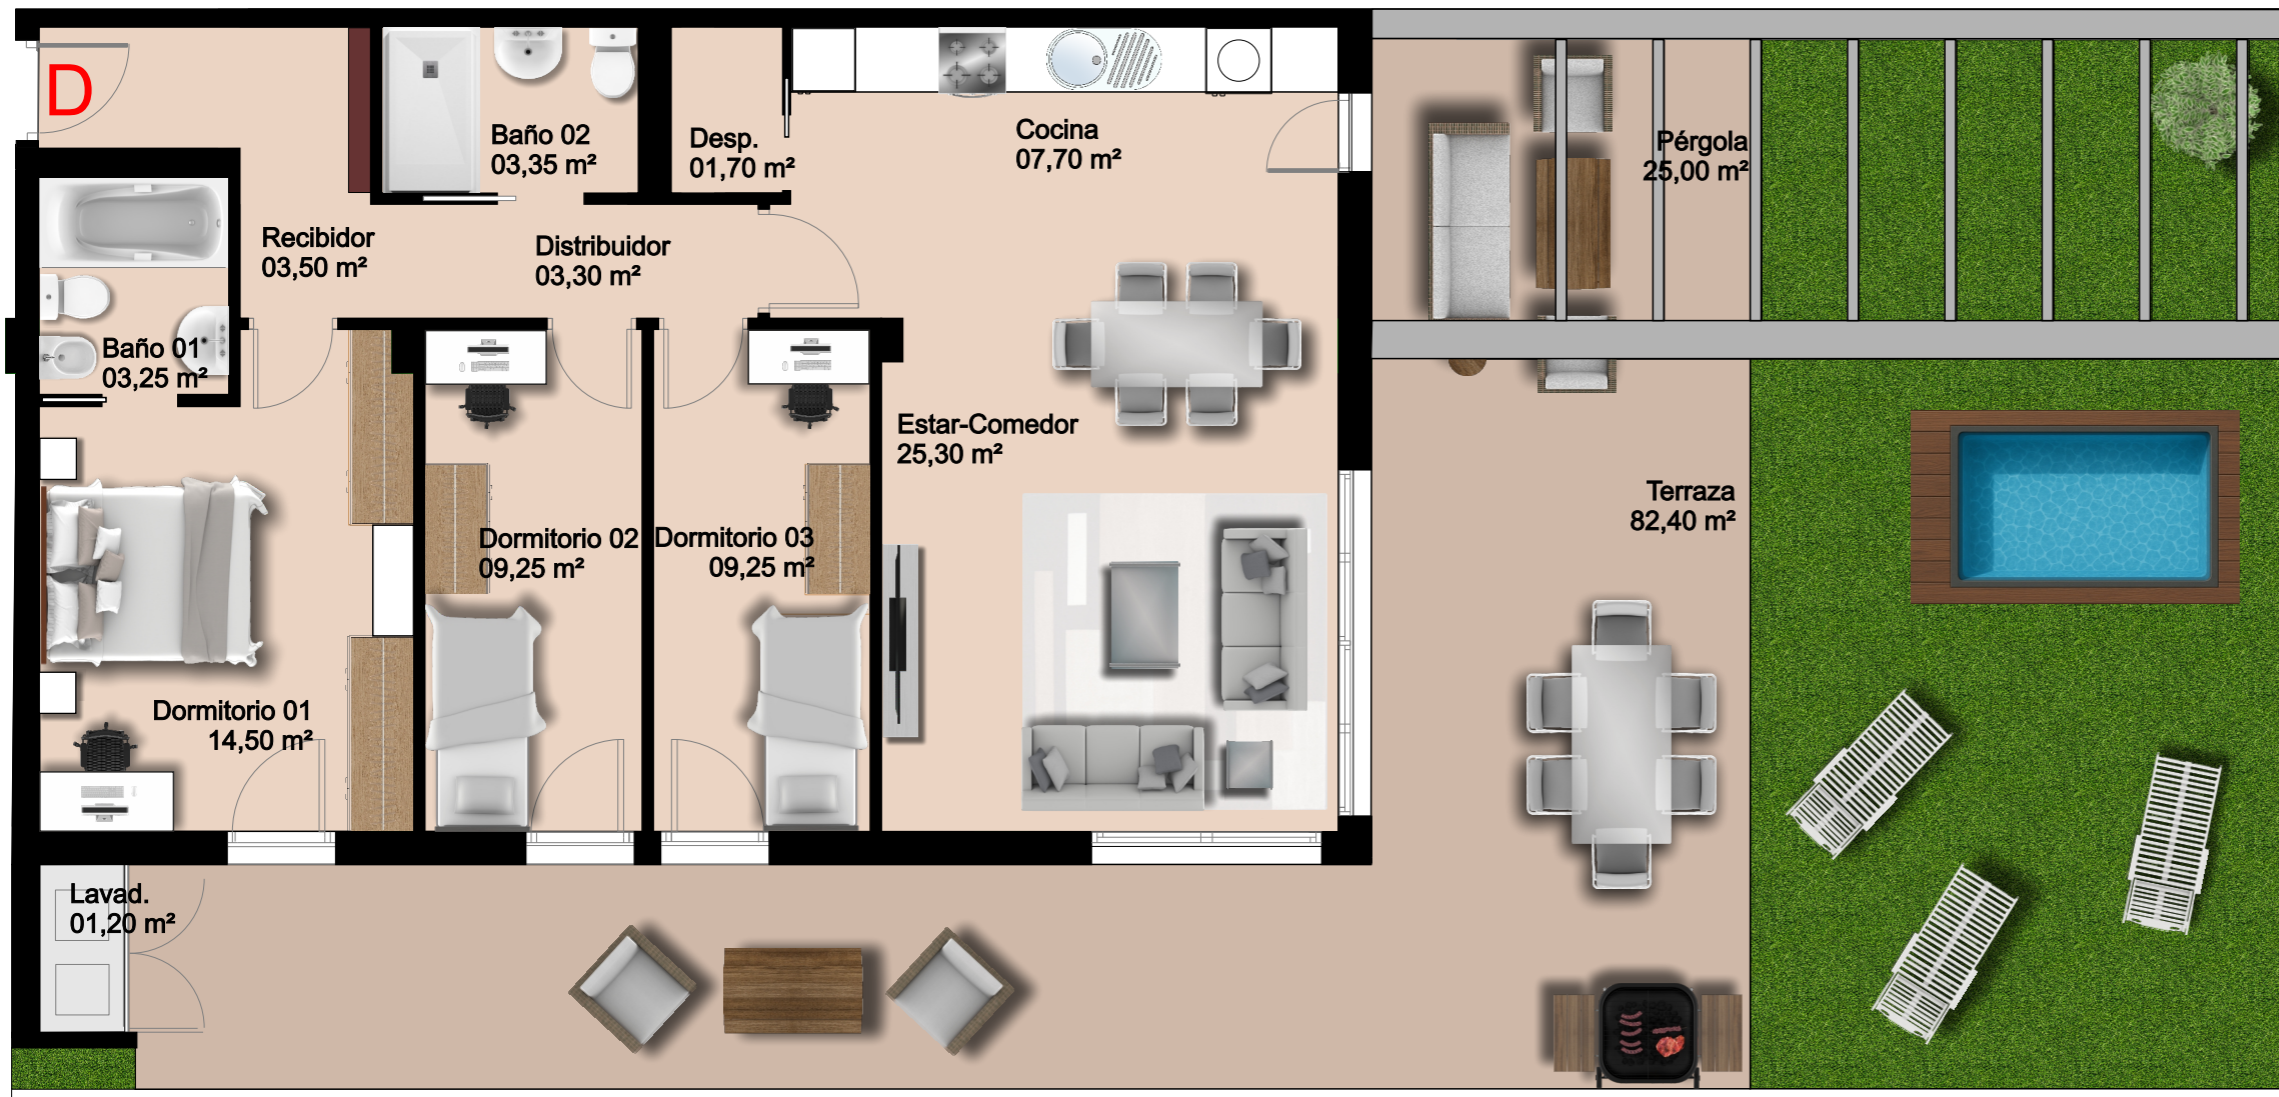 D
Baño 02
03,35 m²
Desp.
01,70 m²
Cocina
07,70 m²
Pérgola
25,00 m²
Recibidor
03,50 m²
Distribuidor
03,30 m²
Baño 01
03,25 m²
Estar-Comedor
25,30 m²
Terraza
82,40 m²
Dormitorio 02
09,25 m²
Dormitorio 03
09,25 m²
Dormitorio 01
14,50 m²
Lavad.
01,20 m²